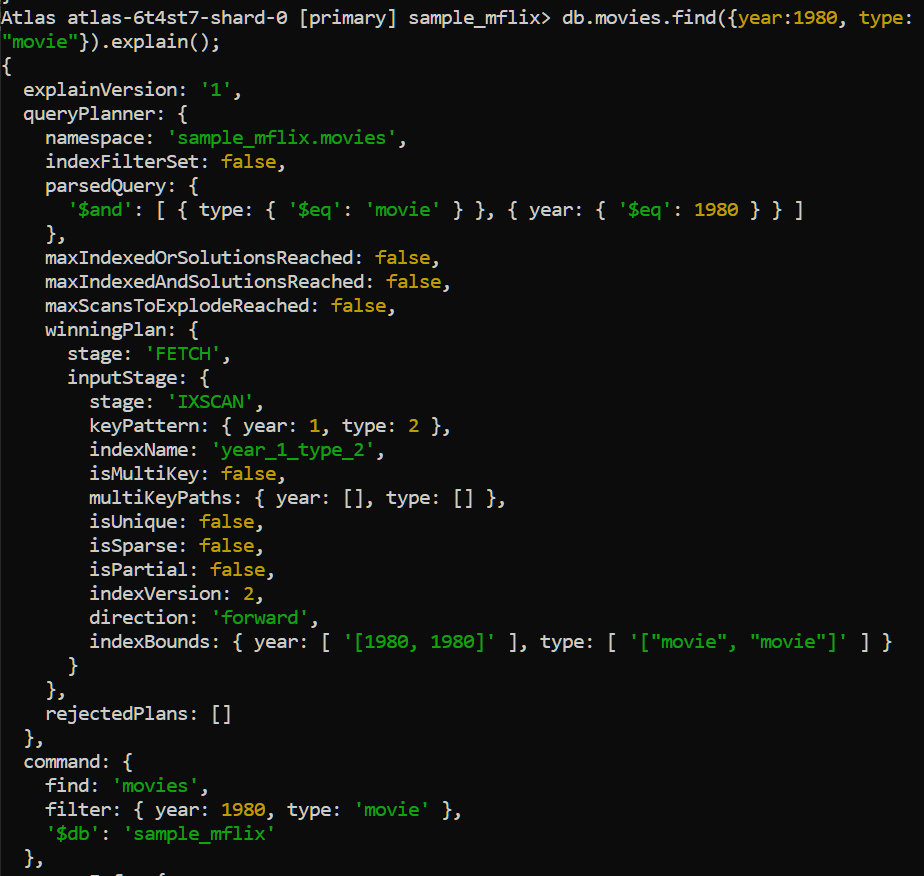 Atlas atlas-6t4st7-shard-0 [primary] sample_mflix> db.movies.find({year:1980, type:
"movie"}).explain();
{
  explainVersion: '1',
  queryPlanner: {
    namespace: 'sample_mflix.movies',
    indexFilterSet: false,
    parsedQuery: {
      '$and': [ { type: { '$eq': 'movie' } }, { year: { '$eq': 1980 } } ]
    },
    maxIndexedOrSolutionsReached: false,
    maxIndexedAndSolutionsReached: false,
    maxScansToExplodeReached: false,
    winningPlan: {
      stage: 'FETCH',
      inputStage: {
        stage: 'IXSCAN',
        keyPattern: { year: 1, type: 2 },
        indexName: 'year_1_type_2',
        isMultiKey: false,
        multiKeyPaths: { year: [], type: [] },
        isUnique: false,
        isSparse: false,
        isPartial: false,
        indexVersion: 2,
        direction: 'forward',
        indexBounds: { year: [ '[1980, 1980]' ], type: [ '["movie", "movie"]' ] }
      }
    },
    rejectedPlans: []
  },
  command: {
    find: 'movies',
    filter: { year: 1980, type: 'movie' },
    '$db': 'sample_mflix'
  },